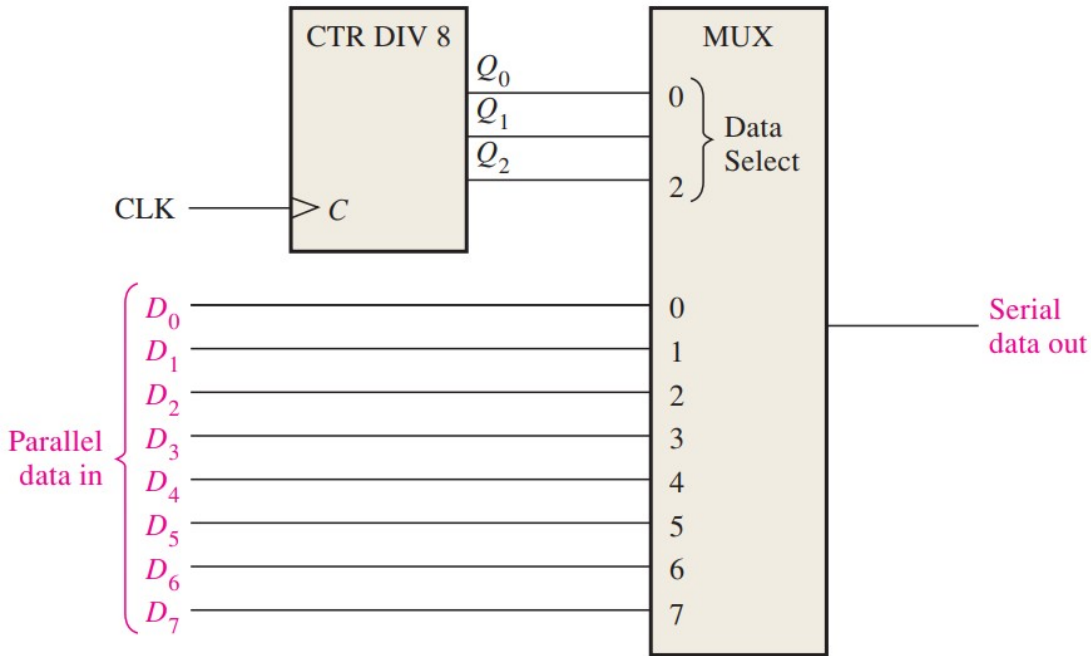 CTR DIV 8
MUX
Q0
Q1
Q2
0
2
Data
Select
CLK
C
Parallel
data in
D0
D1
D2
D3
D4
D5
D6
D7
0
1
2
3
4
5
6
7
Serial
data out